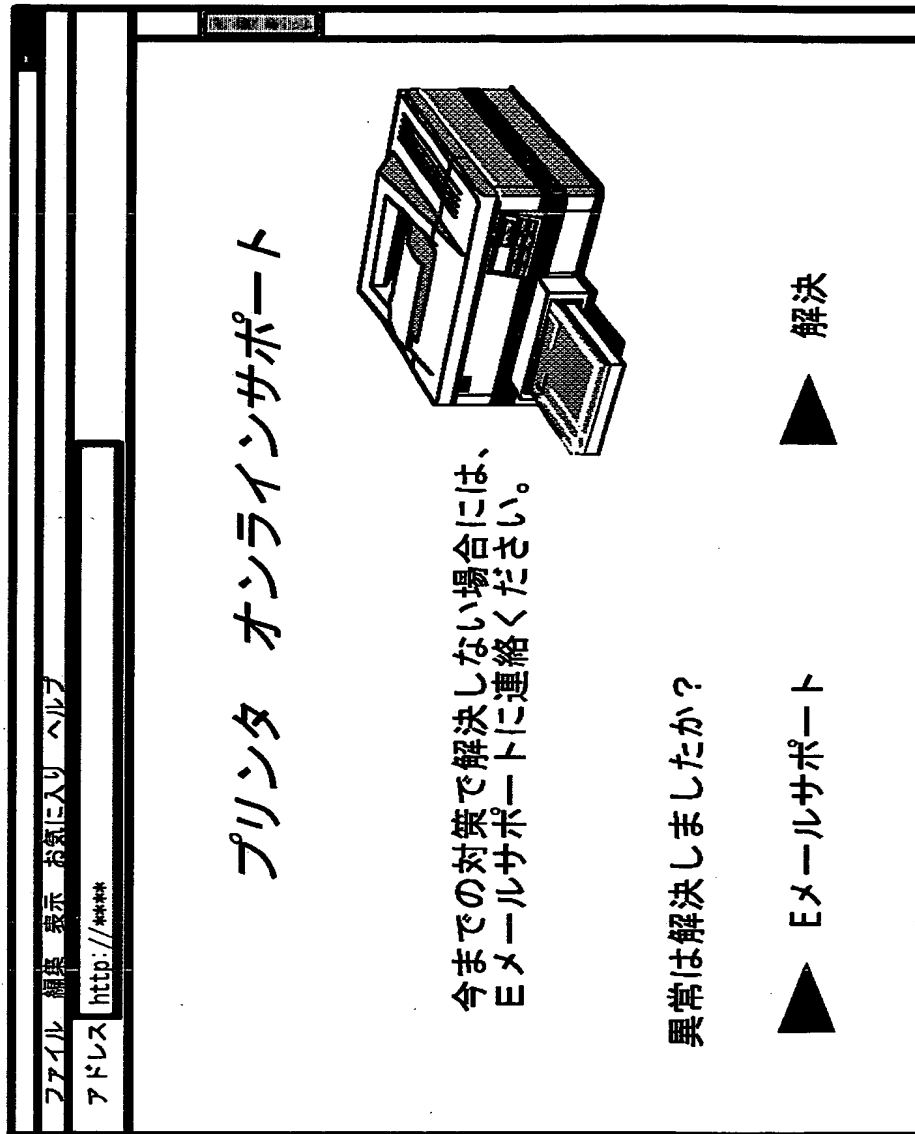 ファイル 編集 表示 お気に入り ヘルプ
アドレス http://****
プリンタ オンラインサポート
今までの対策で解決しない場合には、
Eメールサポートに連絡ください。
異常は解決しましたか？
Eメールサポート 解決